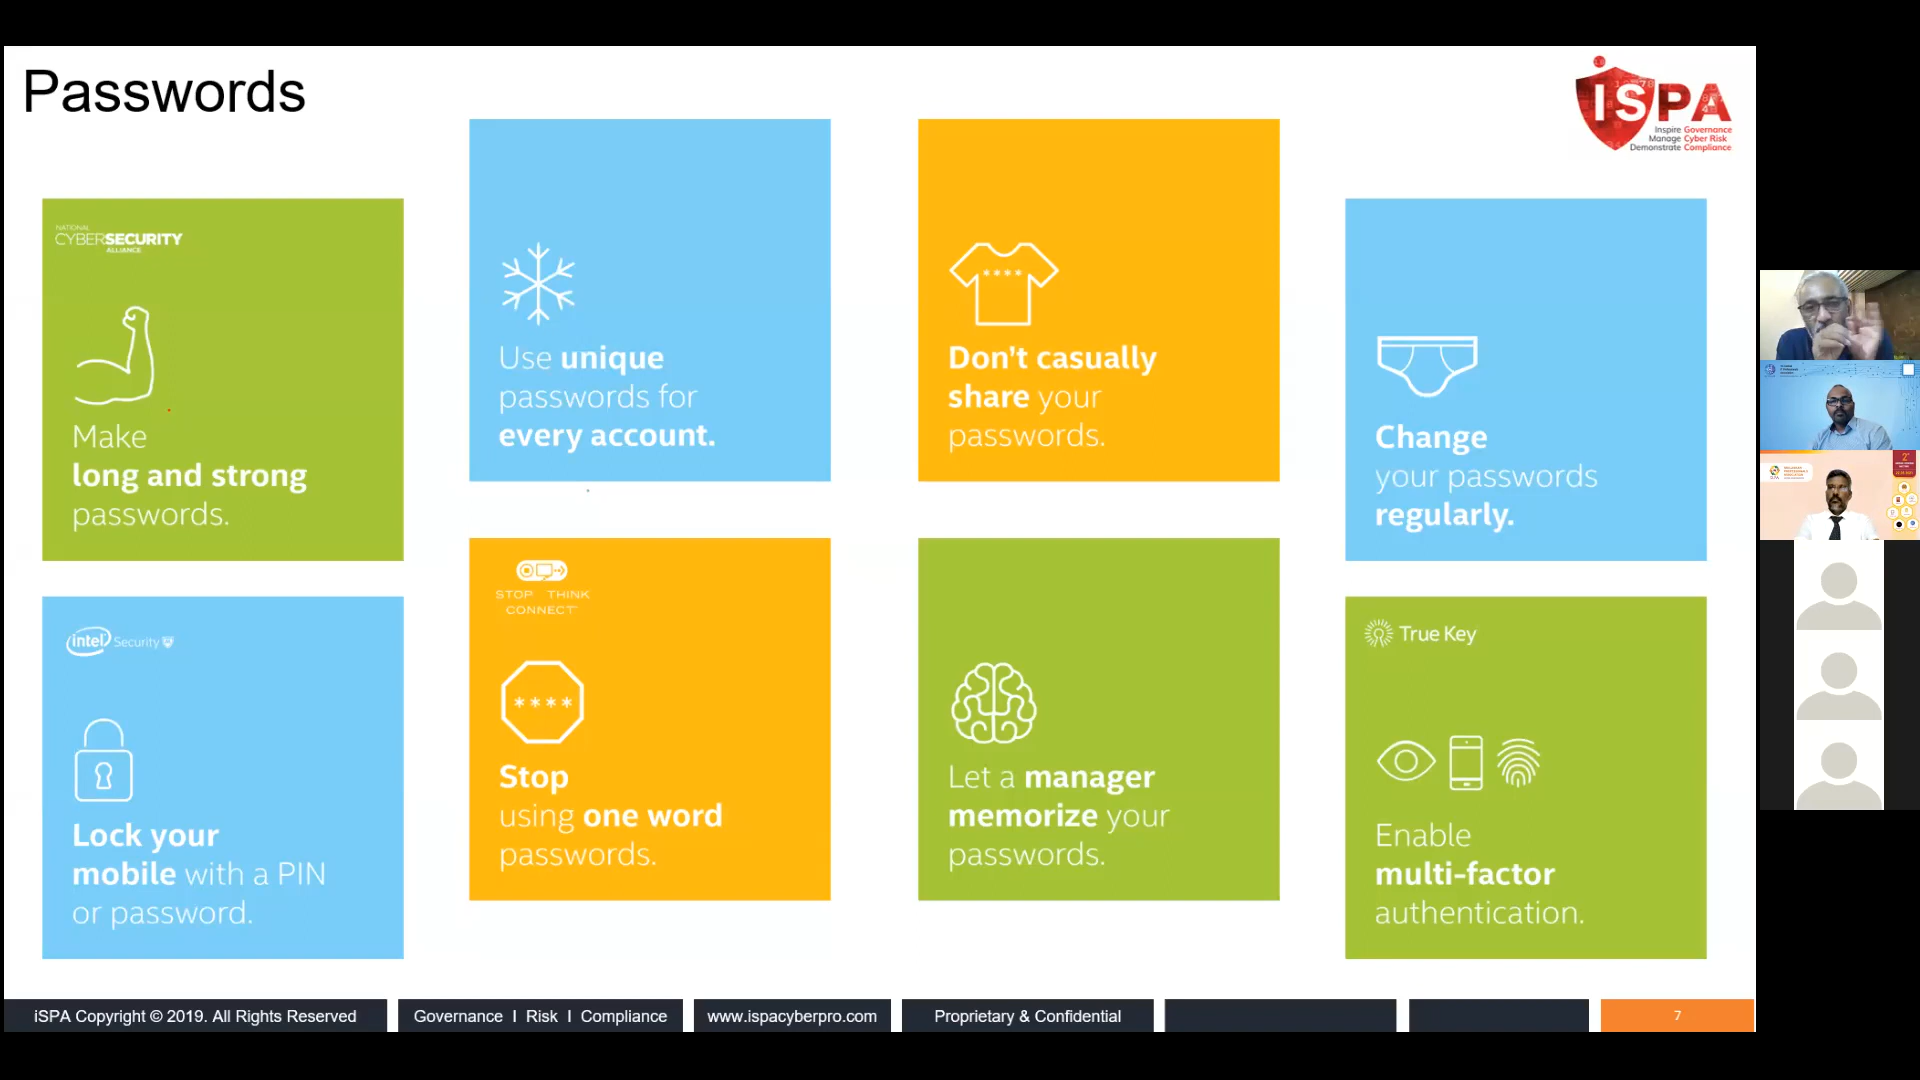 Passwords
iSPA
Inspire Governance
Manage Cyber Risk
Demonstrate Compliance
NATIONAL
CYBERSECURITY
ALLIANCE
Make
long and strong
passwords.
Use unique
passwords for
every account.
****
Don't casually
share your
passwords.
Change
your passwords
regularly.
intel Security
Lock your
mobile with a PIN
or password.
STOP THINK
CONNECT
****
Stop
using one word
passwords.
Let a manager
memorize your
passwords.
True Key
Enable
multi-factor
authentication.
iSPA Copyright © 2019. All Rights Reserved
Governance I Risk I Compliance
www.ispacyberpro.com
Proprietary & Confidential
7